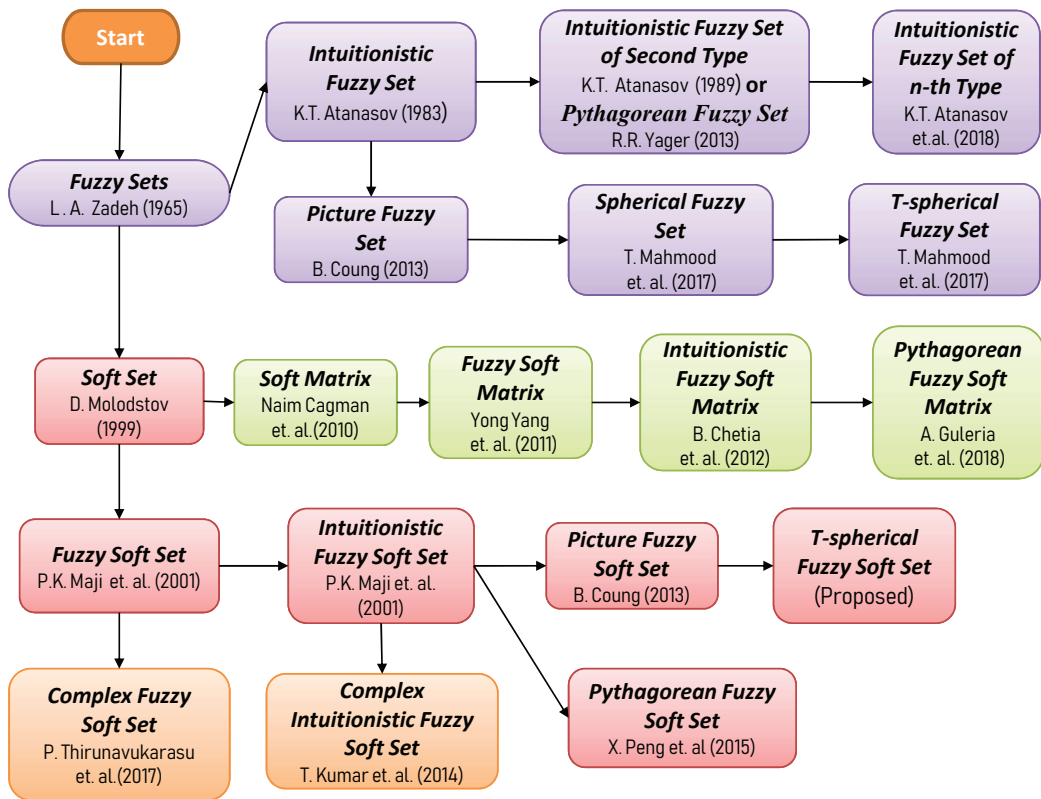 Start
Intuitionistic
Fuzzy Set
K.T. Atanasov (1983)
Intuitionistic Fuzzy Set
of Second Type
K.T. Atanasov (1989) or
Pythagorean Fuzzy Set
R.R. Yager (2013)
Intuitionistic
Fuzzy Set of
n-th Type
K.T. Atanasov
et.al. (2018)
Fuzzy Sets
L. A. Zadeh (1965)
Picture Fuzzy
Set
B. Coung (2013)
Spherical Fuzzy
Set
T. Mahmood
et. al. (2017)
T-spherical
Fuzzy Set
T. Mahmood
et. al. (2017)
Soft Set
D. Molodstov
(1999)
Soft Matrix
Naim Cagman
et. al.(2010)
Fuzzy Soft
Matrix
Yong Yang
et. al. (2011)
Intuitionistic
Fuzzy Soft
Matrix
B. Chetia
et. al. (2012)
Pythagorean
Fuzzy Soft
Matrix
A. Guleria
et. al. (2018)
Fuzzy Soft Set
P.K. Maji et. al. (2001)
Intuitionistic
Fuzzy Soft Set
P.K. Maji et. al.
(2001)
Picture Fuzzy
Soft Set
B. Coung (2013)
T-spherical
Fuzzy Soft Set
(Proposed)
Complex Fuzzy
Soft Set
P. Thirunavukarasu
et. al.(2017)
Complex
Intuitionistic Fuzzy
Soft Set
T. Kumar et. al. (2014)
Pythagorean Fuzzy
Soft Set
X. Peng et. al (2015)